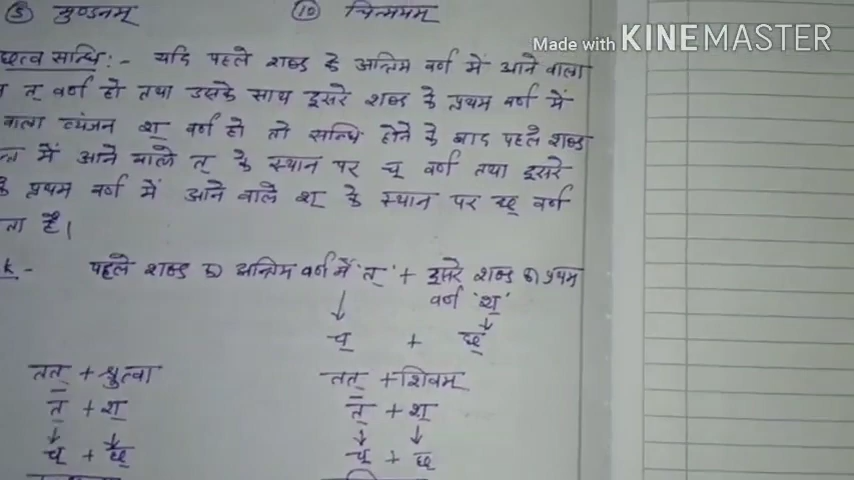 ⑤ मुण्डनम् ⑩ चिन्मयम्
Made with KINEMASTER
छत्व सन्धि:- यदि पहले शब्द के अन्तिम वर्ण में आने वाला
त् वर्ण हो तथा उसके साथ दूसरे शब्द के प्रथम वर्ण में
वाला व्यंजन श् वर्ण हो तो सन्धि होने के बाद पहले शब्द
में आने वाले त् के स्थान पर च् वर्ण तथा दूसरे
के प्रथम वर्ण में आने वाले श् के स्थान पर छ् वर्ण
ता है।
k - पहले शब्द का अन्तिम वर्ण में 'त्' + दूसरे शब्द का प्रथम
वर्ण 'श्'
↓ ↓
च् + छ्
तत् + श्रुत्वा तत् + शिवम्
त् + श् त् + श्
↓ ↓ ↓ ↓
च् + छ् च् + छ्